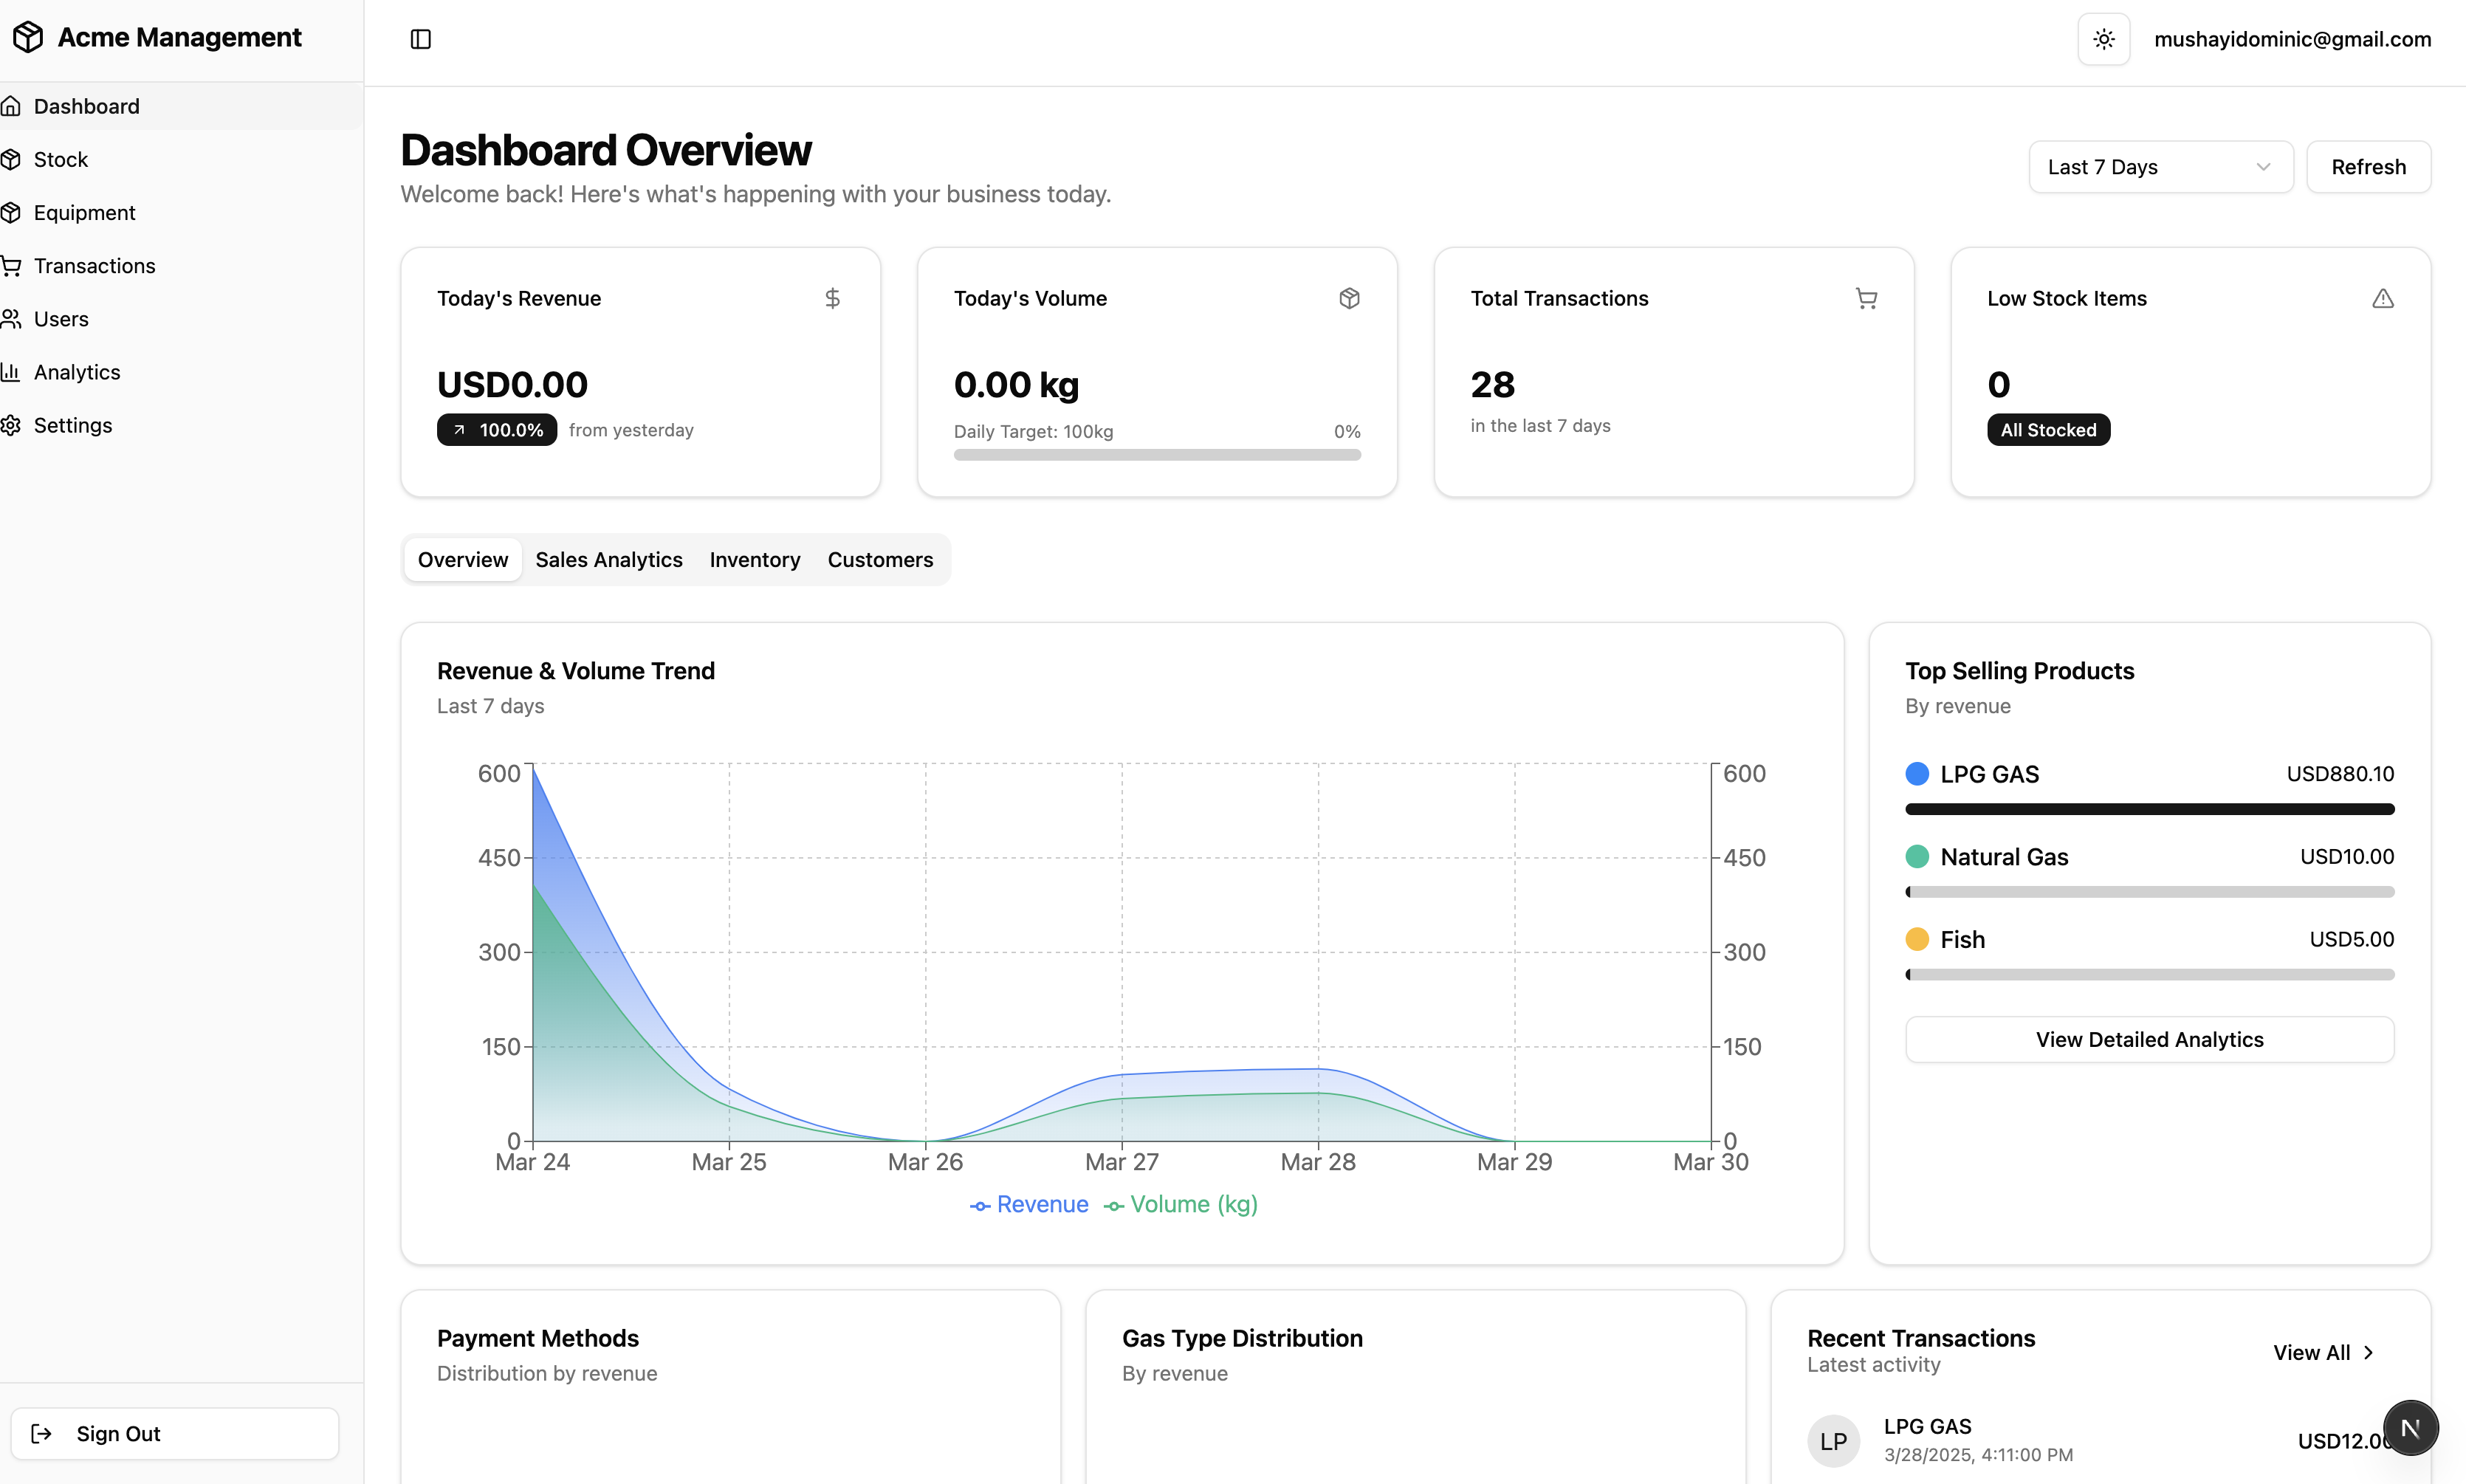 Acme Management
mushayidominic@gmail.com
Dashboard
Stock
Equipment
Transactions
Users
Analytics
Settings
Sign Out
Dashboard Overview
Welcome back! Here's what's happening with your business today.
Last 7 Days
Refresh
Today's Revenue
USD0.00
100.0% from yesterday
Today's Volume
0.00 kg
Daily Target: 100kg 0%
Total Transactions
28
in the last 7 days
Low Stock Items
0
All Stocked
Overview Sales Analytics Inventory Customers
Revenue & Volume Trend
Last 7 days
600 600
450 450
300 300
150 150
0 0
Mar 24 Mar 25 Mar 26 Mar 27 Mar 28 Mar 29 Mar 30
Revenue Volume (kg)
Top Selling Products
By revenue
LPG GAS USD880.10
Natural Gas USD10.00
Fish USD5.00
View Detailed Analytics
Payment Methods
Distribution by revenue
Gas Type Distribution
By revenue
Recent Transactions
Latest activity
View All
LP
LPG GAS
3/28/2025, 4:11:00 PM
USD12.00
N